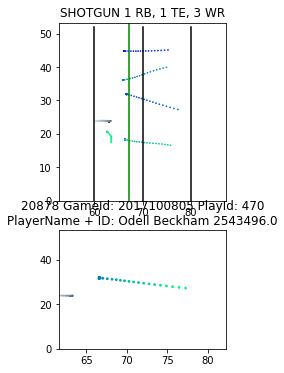 SHOTGUN 1 RB, 1 TE, 3 WR
50
40
30
20
10
0
60 70 80
20878 GameId: 2017100805 PlayId: 470
PlayerName + ID: Odell Beckham 2543496.0
40
20
0
65 70 75 80